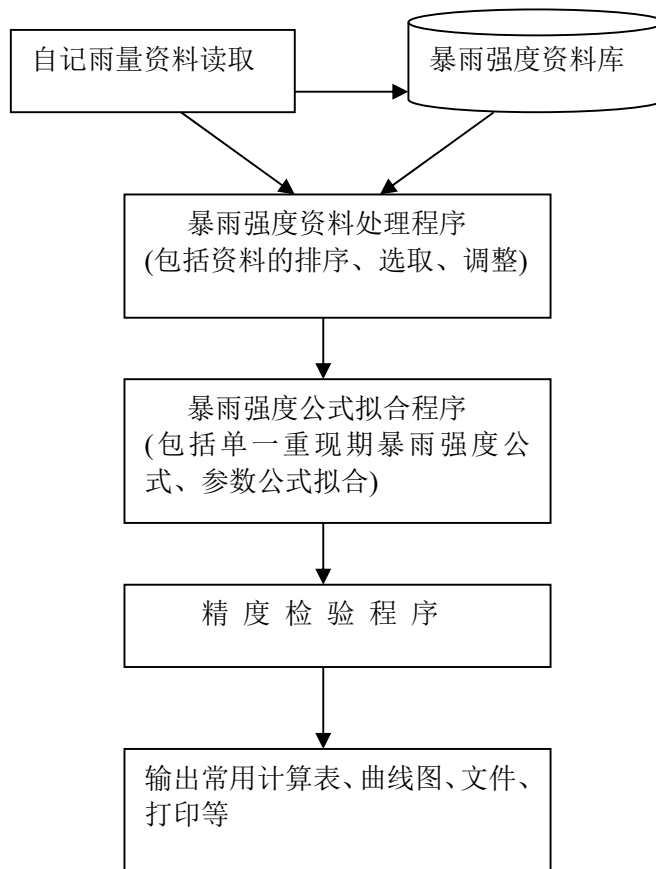 自记雨量资料读取
暴雨强度资料库
暴雨强度资料处理程序
(包括资料的排序、选取、调整)
暴雨强度公式拟合程序
(包括单一重现期暴雨强度公
式、参数公式拟合)
精 度 检 验 程 序
输出常用计算表、曲线图、文件、
打印等